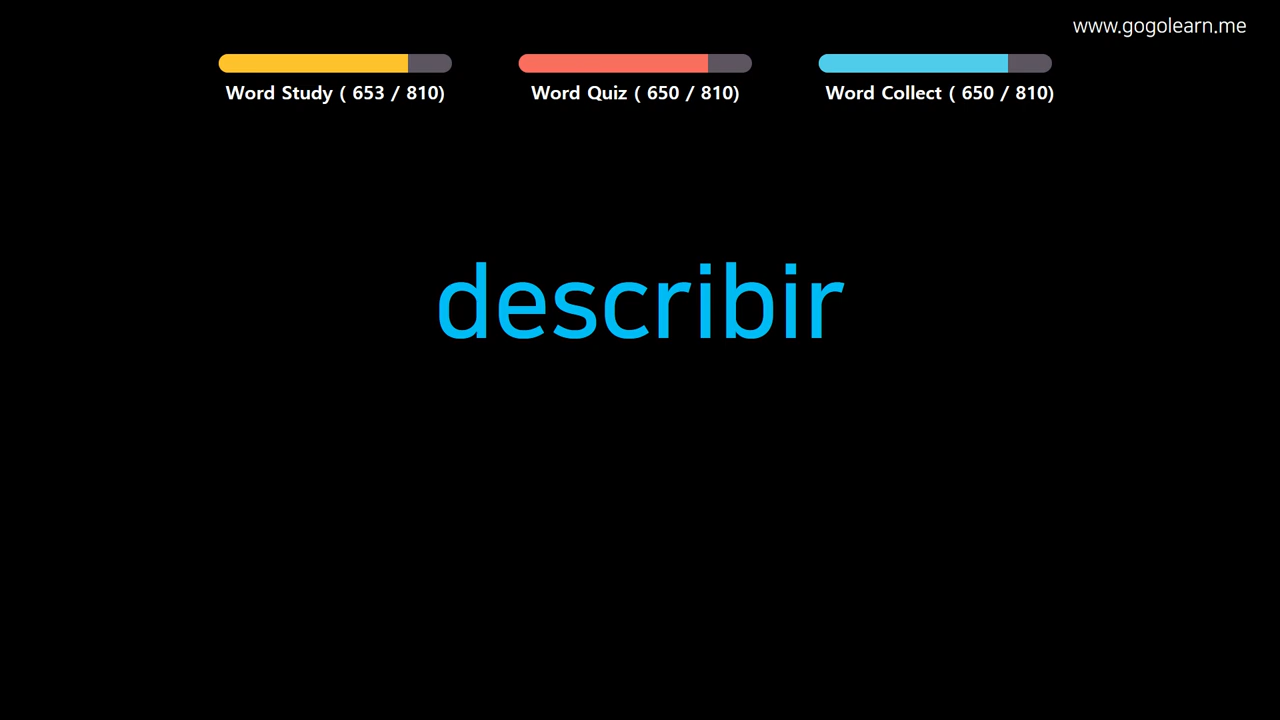 www.gogolearn.me
Word Study ( 653 / 810)
Word Quiz ( 650 / 810)
Word Collect ( 650 / 810)
describir